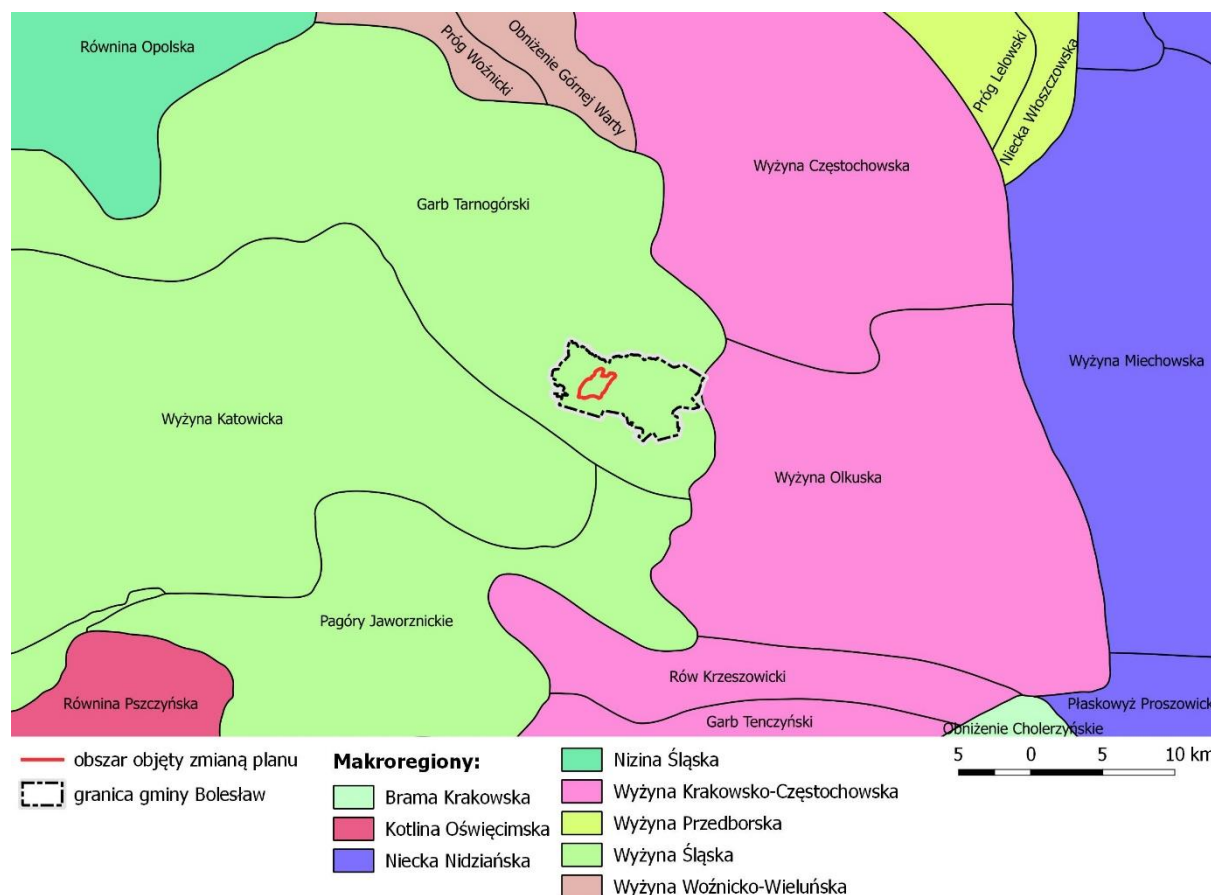 Równina Opolska
Próg Woźnicki
Obniżenie Górnej Warty
Próg Lelowski
Niecka Włoszczowska
Wyżyna Częstochowska
Garb Tarnogórski
Wyżyna Miechowska
Wyżyna Katowicka
Wyżyna Olkuska
Pagóry Jaworznickie
Rów Krzeszowicki
Równina Pszczyńska
Garb Tenczyński
Płaskowyż Proszowick
Obniżenie Cholerzyńskie
obszar objęty zmianą planu
granica gminy Bolesław
Makroregiony:
Brama Krakowska
Kotlina Oświęcimska
Niecka Nidziańska
Nizina Śląska
Wyżyna Krakowsko-Częstochowska
Wyżyna Przedborska
Wyżyna Śląska
Wyżyna Woźnicko-Wieluńska
5 0 5 10 km